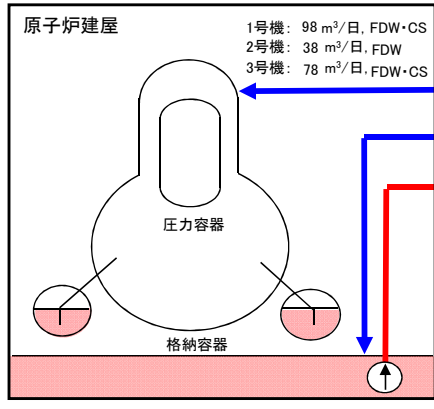 原子炉建屋
1号機: 98 m³/日, FDW・CS
2号機: 38 m³/日, FDW
3号機: 78 m³/日, FDW・CS
圧力容器
格納容器